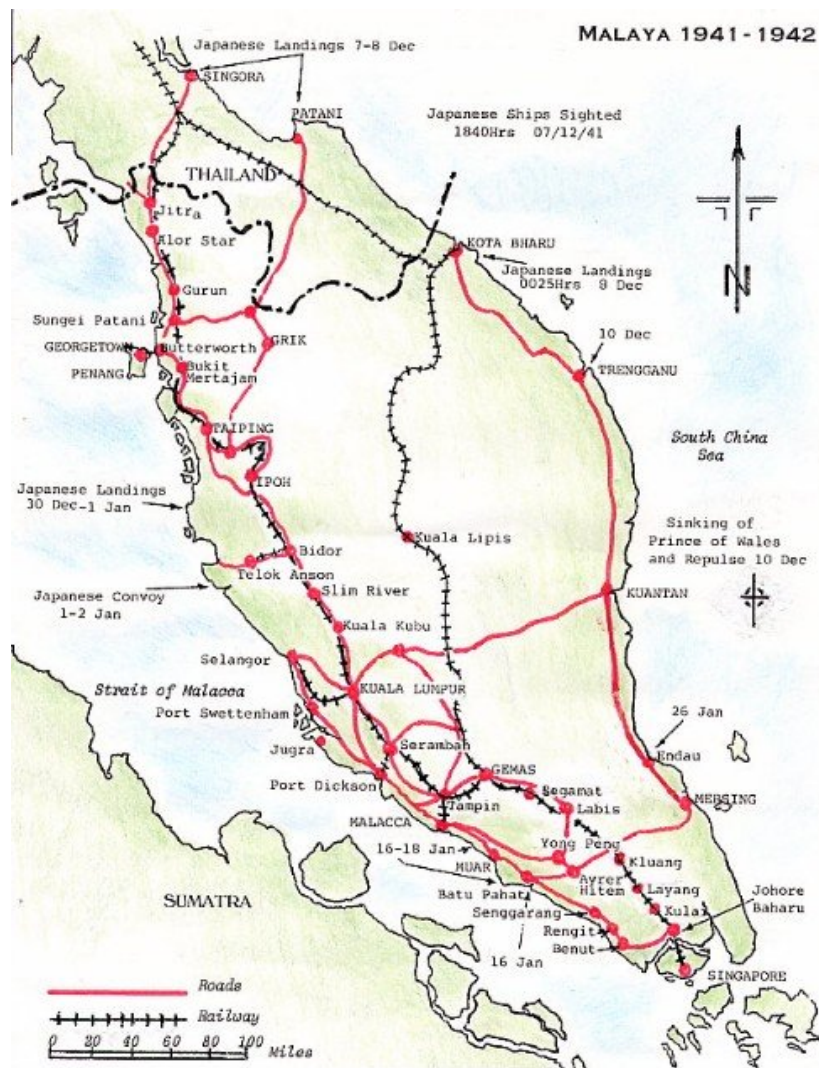 MALAYA 1941-1942
Japanese Landings 7-8 Dec
SINGORA
PATANI
Japanese Ships Sighted
1840Hrs 07/12/41
THAILAND
Jitra
Alor Star
KOTA BHARU
Japanese Landings
0025Hrs 8 Dec
Gurun
Sungei Patani
GRIK
GEORGETOWN
Butterworth
PENANG
Bukit
Mertajam
10 Dec
TRENGGANU
N
TAIPING
South China
Sea
IPOH
Japanese Landings
30 Dec-1 Jan
Kuala Lipis
Sinking of
Prince of Wales
and Repulse 10 Dec
Bidor
Telok Anson
Japanese Convoy
1-2 Jan
Slim River
KUANTAN
Kuala Kubu
Selangor
Strait of Malacca
KUALA LUMPUR
Port Swettenham
26 Jan
Jugra
Serambah
Endau
GEMAS
Port Dickson
Segamat
MERSING
Tampin
Labis
MALACCA
16-18 Jan
Yong Peng
Kluang
MUAR
Ayrer
Hitem
Layang
Batu Pahat
Johore
Baharu
SUMATRA
Senggarang
Kulai
Rengit
16 Jan
Benut
SINGAPORE
Roads
Railway
0 20 40 60 80 100
Miles